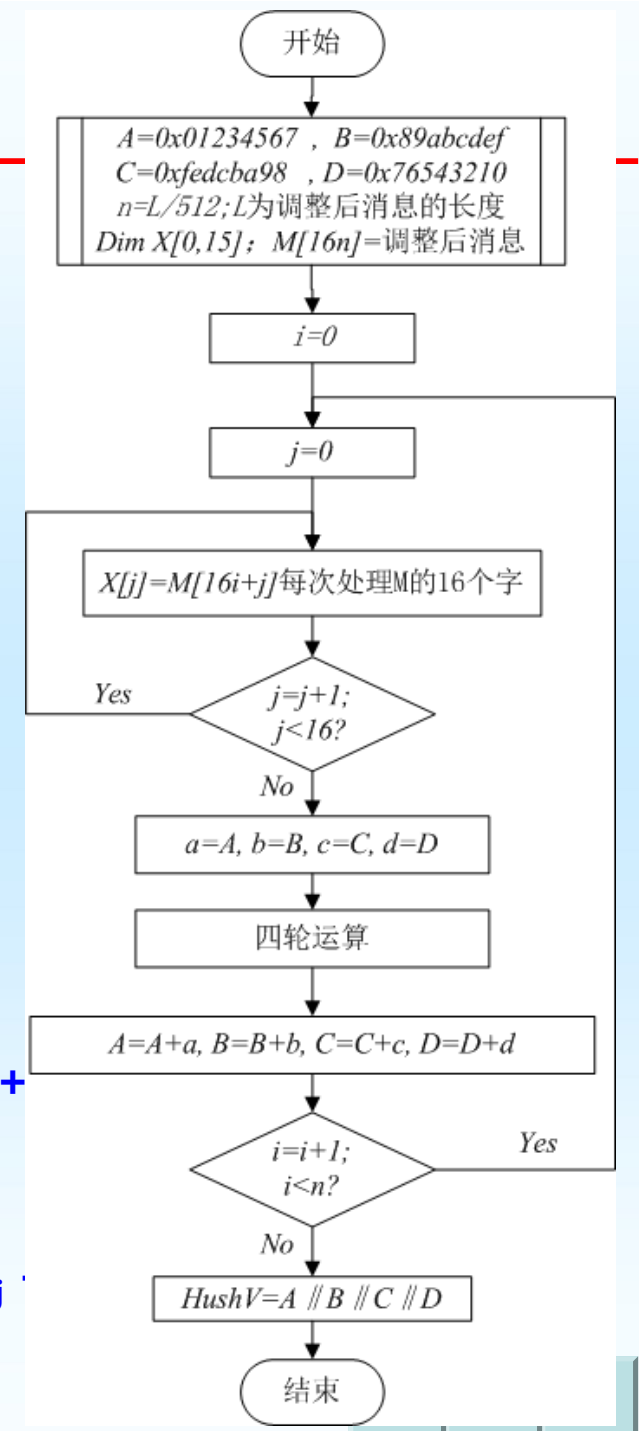 开始
A=0x01234567 , B=0x89abcdef
C=0xfedcba98 , D=0x76543210
n=L/512; L为调整后消息的长度
Dim X[0,15]; M[16n]=调整后消息
i=0
j=0
X[j]=M[16i+j]每次处理M的16个字
j=j+1;
Yes
j<16?
No
a=A, b=B, c=C, d=D
四轮运算
A=A+a, B=B+b, C=C+c, D=D+d
+
i=i+1;
Yes
i<n?
No
j
HushV=A∥B∥C∥D
结束